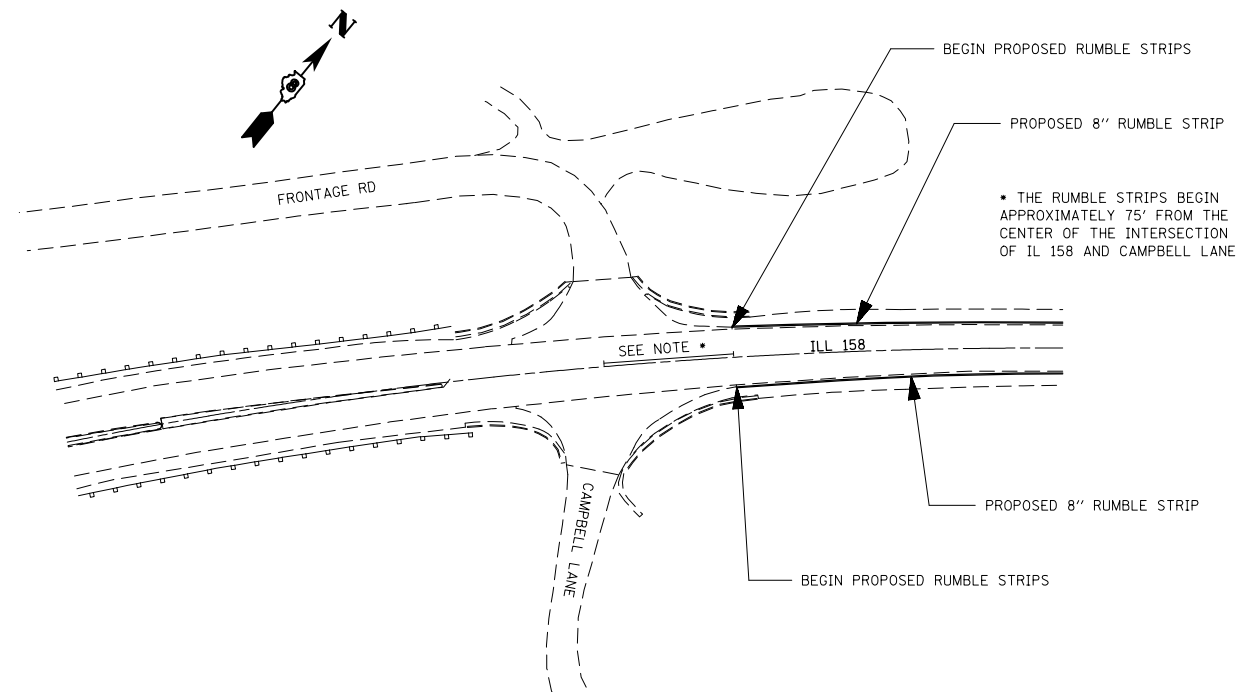 N
BEGIN PROPOSED RUMBLE STRIPS
PROPOSED 8" RUMBLE STRIP
FRONTAGE RD
* THE RUMBLE STRIPS BEGIN
APPROXIMATELY 75' FROM THE
CENTER OF THE INTERSECTION
OF IL 158 AND CAMPBELL LANE
SEE NOTE *
ILL 158
CAMPBELL LANE
PROPOSED 8" RUMBLE STRIP
BEGIN PROPOSED RUMBLE STRIPS